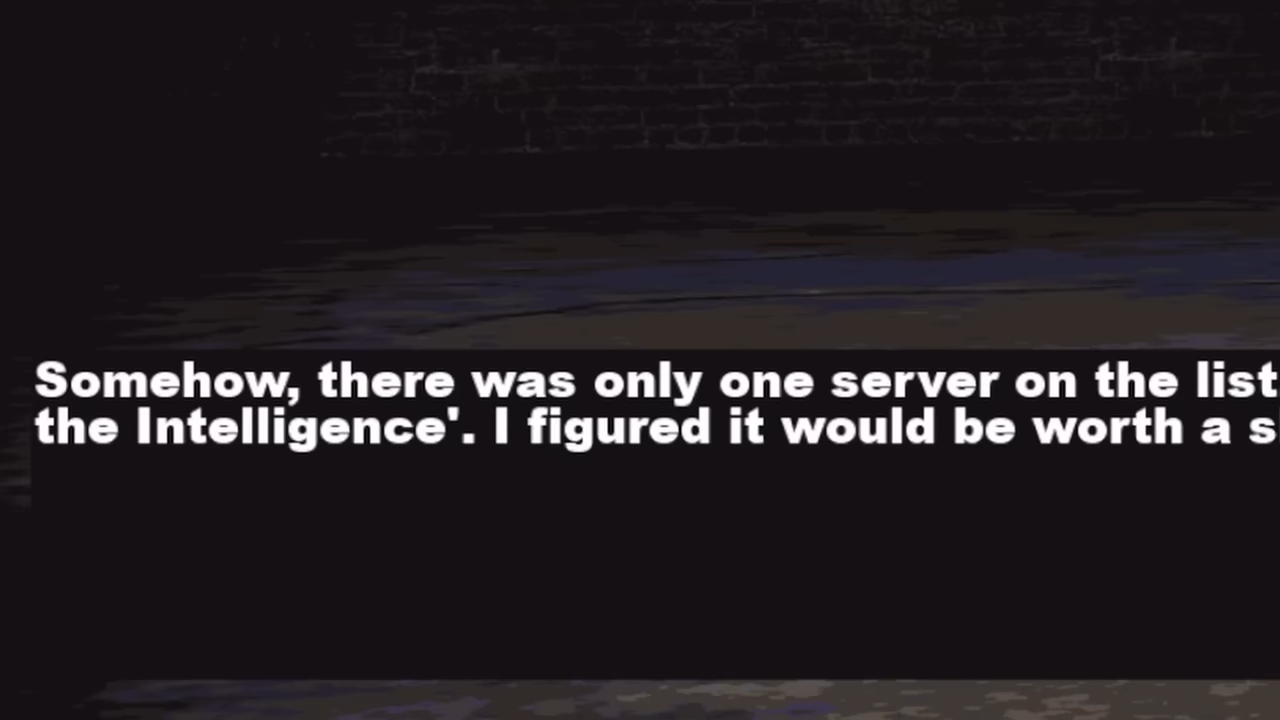 Somehow, there was only one server on the list
the Intelligence'. I figured it would be worth a